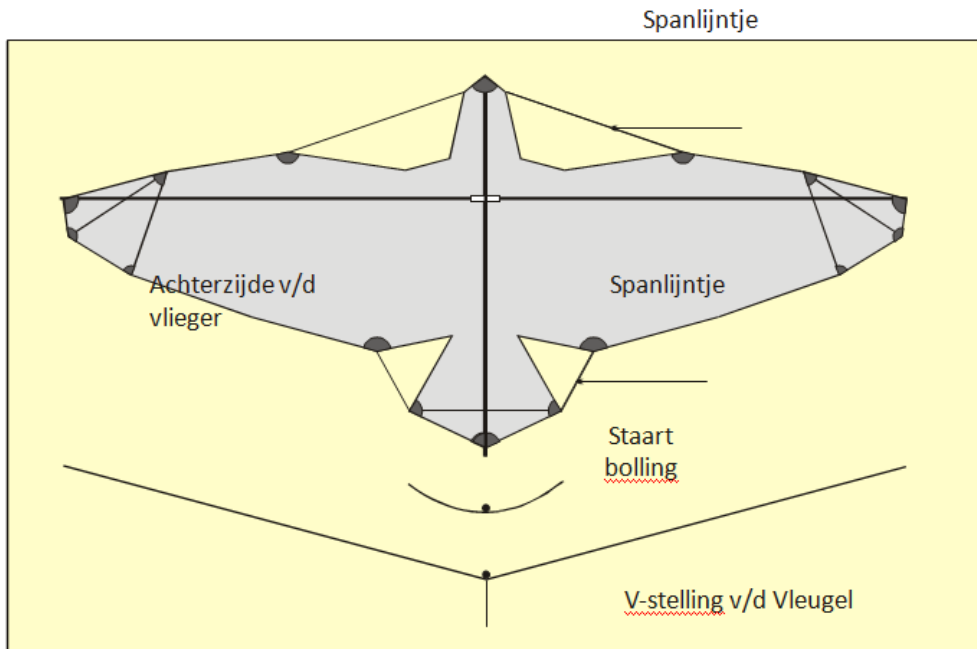 Spanlijntje
Achterzijde v/d
vlieger
Spanlijntje
Staart
bolling
V-stelling v/d Vleugel